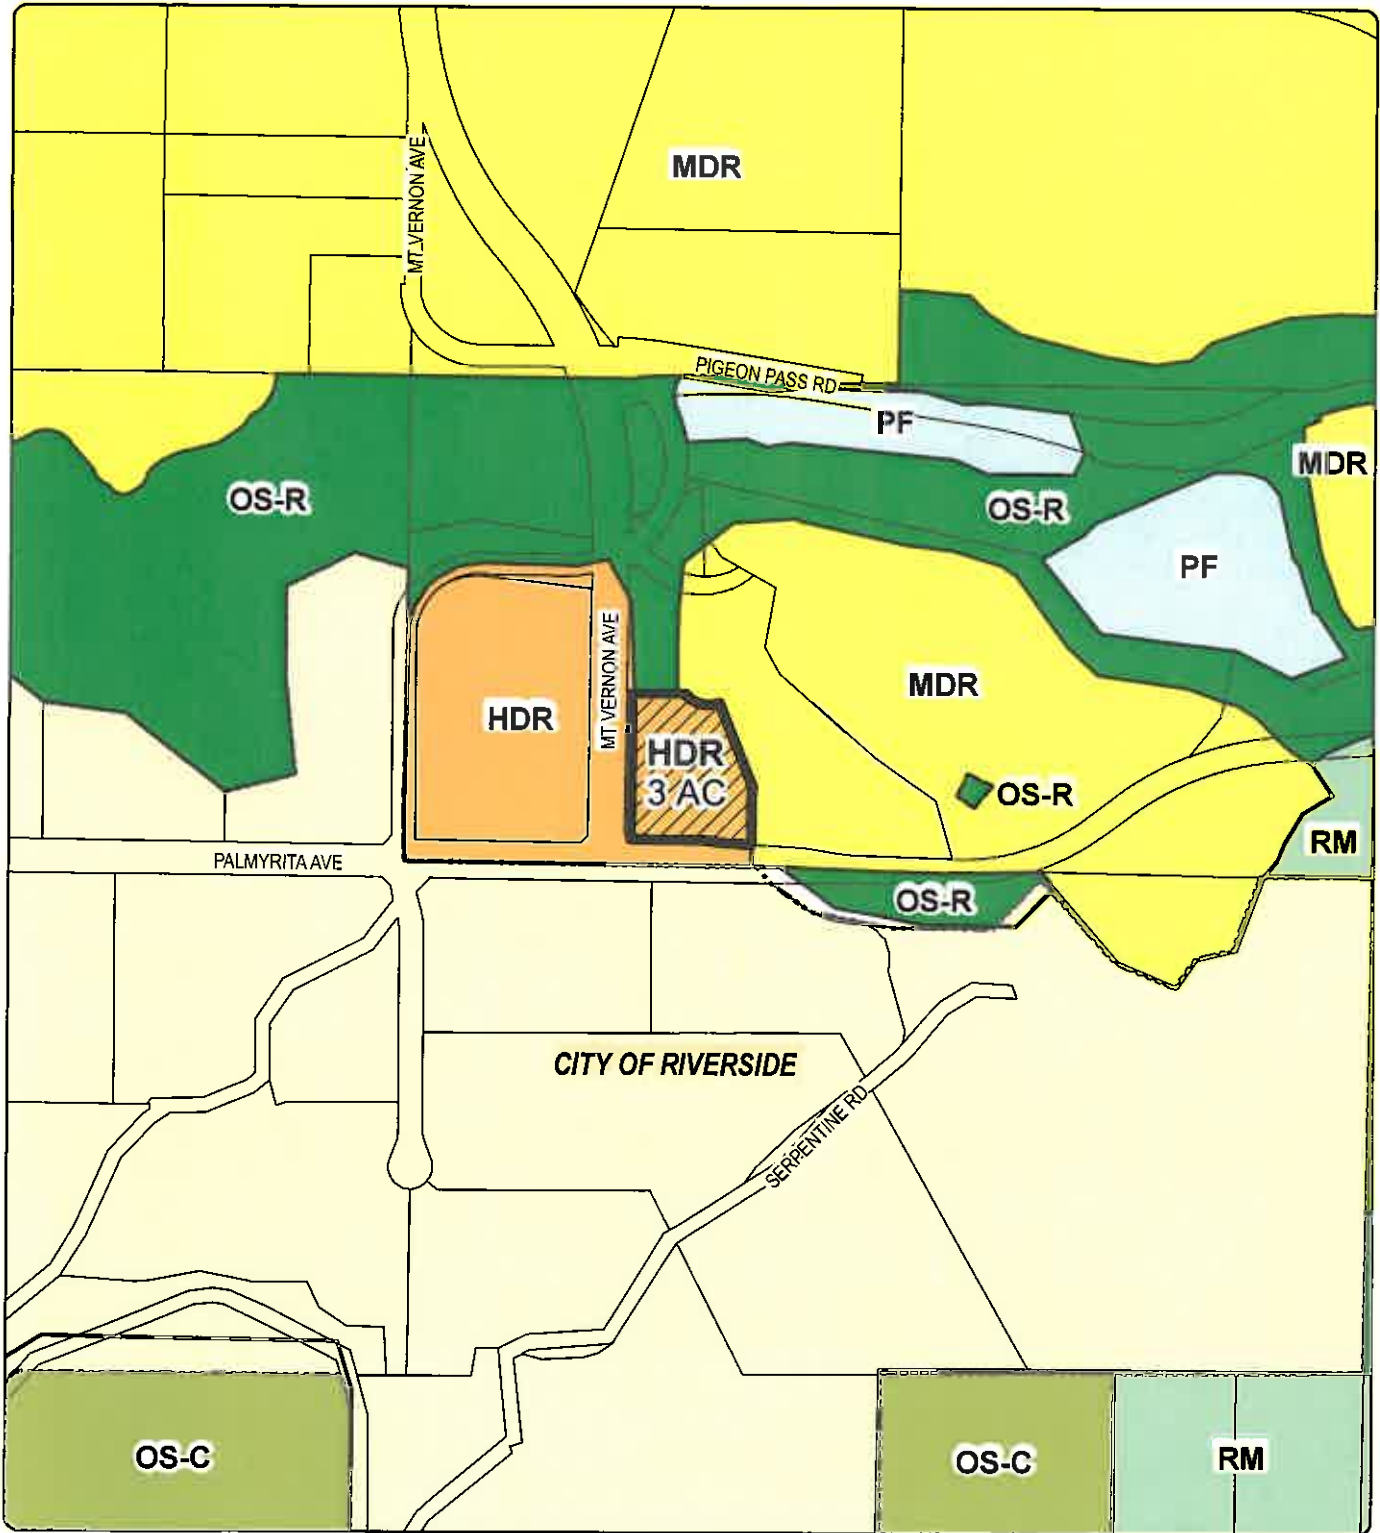 MDR
MT VERNON AVE
PIGEON PASS RD
PF
MDR
OS-R
OS-R
PF
MT VERNON AVE
MDR
HDR
HDR
3 AC
OS-R
RM
PALMYRITA AVE
OS-R
CITY OF RIVERSIDE
SERPENTINE RD
OS-C
OS-C
RM